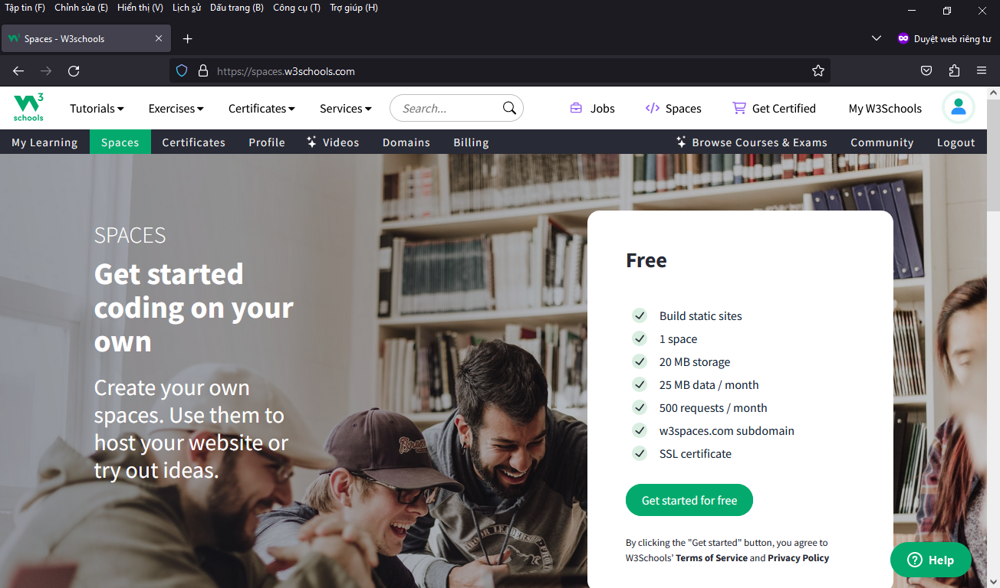 Tập tin (F) Chỉnh sửa (E) Hiển thị (V) Lịch sử Dấu trang (B) Công cụ (T) Trợ giúp (H)
Spaces - W3schools
Duyệt web riêng tư
https://spaces.w3schools.com
W3 schools
Tutorials Exercises Certificates Services Search... Jobs Spaces Get Certified My W3Schools
My Learning Spaces Certificates Profile Videos Domains Billing Browse Courses & Exams Community Logout
SPACES
Get started
coding on your
own
Create your own
spaces. Use them to
host your website or
try out ideas.
Free
Build static sites
1 space
20 MB storage
25 MB data / month
500 requests / month
w3spaces.com subdomain
SSL certificate
Get started for free
By clicking the "Get started" button, you agree to
W3Schools' Terms of Service and Privacy Policy
Help